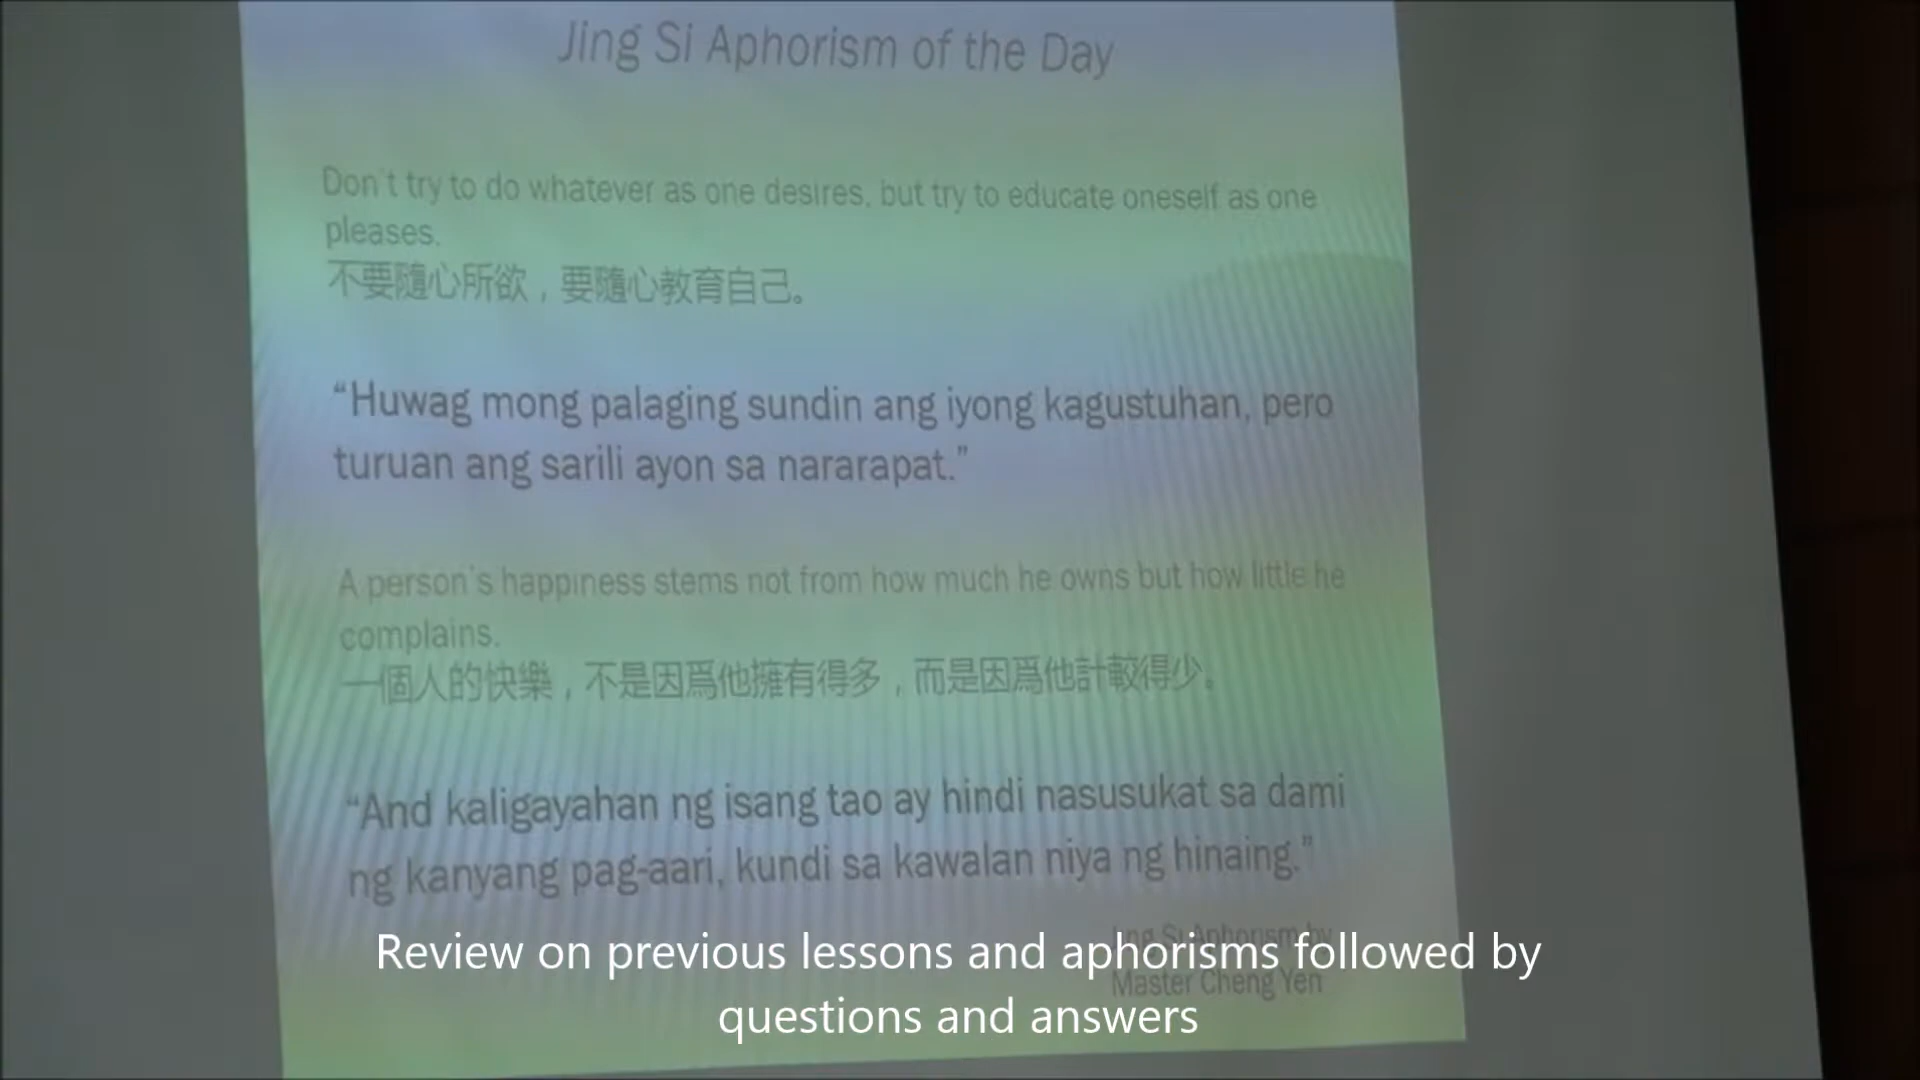 Jing Si Aphorism of the Day
Don't try to do whatever as one desires, but try to educate oneself as one
pleases.
不要隨心所欲，要隨心教育自己。
“Huwag mong palaging sundin ang iyong kagustuhan, pero
turuan ang sarili ayon sa nararapat.”
A person's happiness stems not from how much he owns but how little he
complains.
一個人的快樂，不是因爲他擁有得多，而是因爲他計較得少。
“And kaligayahan ng isang tao ay hindi nasusukat sa dami
ng kanyang pag-aari, kundi sa kawalan niya ng hinaing.”
Jing Si Aphorism by
Master Cheng Yen
Review on previous lessons and aphorisms followed by
questions and answers